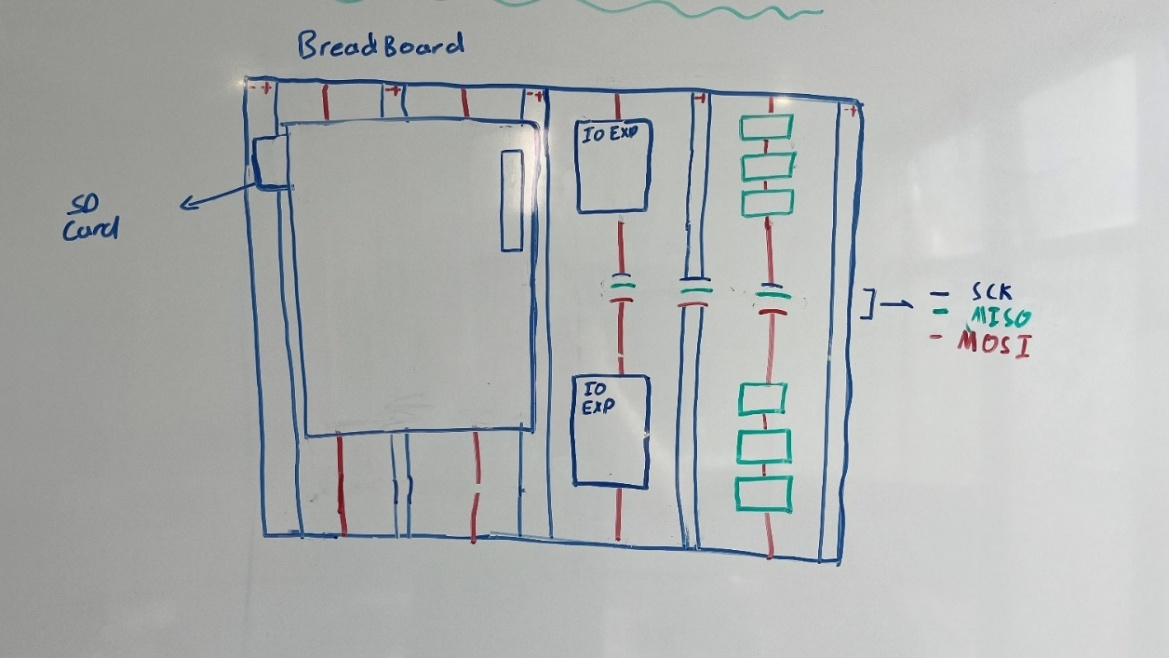 BreadBoard
- +
- +
- +
- +
- +
IO EXP
SD
Card
SCK
MISO
MOSI
IO
EXP